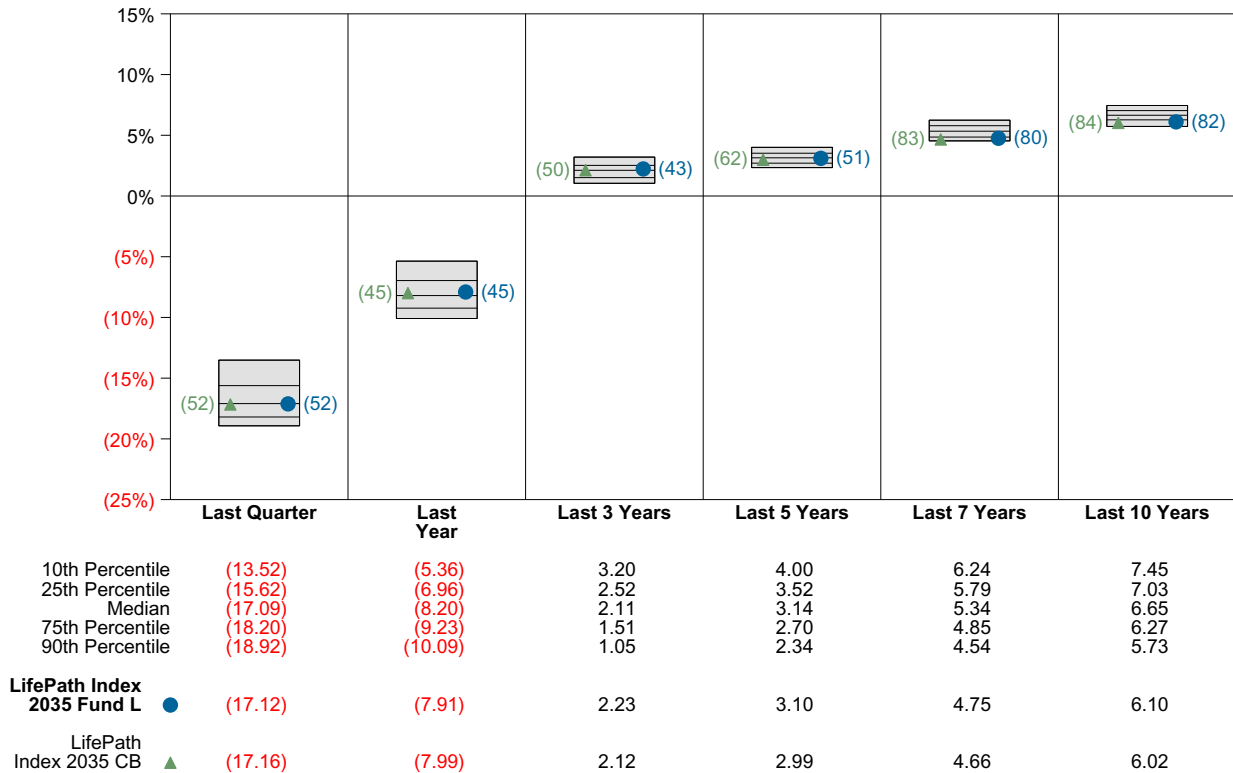 15%
10%
5%
0%
(5%)
(10%)
(15%)
(20%)
(25%)
(52) (52)
(45) (45)
(50) (43)
(62) (51)
(83) (80)
(84) (82)
Last Quarter Last Year Last 3 Years Last 5 Years Last 7 Years Last 10 Years
10th Percentile (13.52) (5.36) 3.20 4.00 6.24 7.45
25th Percentile (15.62) (6.96) 2.52 3.52 5.79 7.03
Median (17.09) (8.20) 2.11 3.14 5.34 6.65
75th Percentile (18.20) (9.23) 1.51 2.70 4.85 6.27
90th Percentile (18.92) (10.09) 1.05 2.34 4.54 5.73
LifePath Index
2035 Fund L (17.12) (7.91) 2.23 3.10 4.75 6.10
LifePath
Index 2035 CB (17.16) (7.99) 2.12 2.99 4.66 6.02